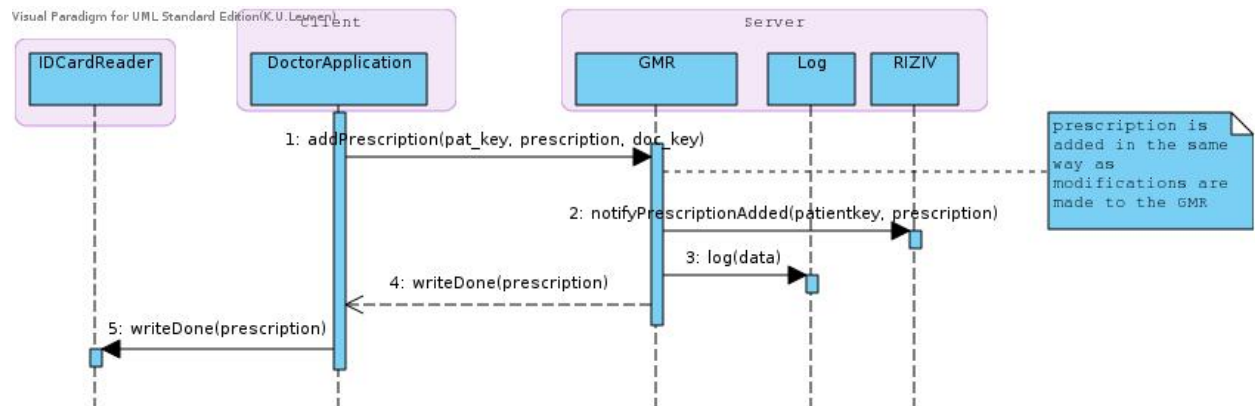 Visual Paradigm for UML Standard Edition(K.U.Leuven)
Client
Server
IDCardReader
DoctorApplication
GMR
Log
RIZIV
1: addPrescription(pat_key, prescription, doc_key)
prescription is
added in the same
way as
modifications are
made to the GMR
2: notifyPrescriptionAdded(patientkey, prescription)
3: log(data)
4: writeDone(prescription)
5: writeDone(prescription)